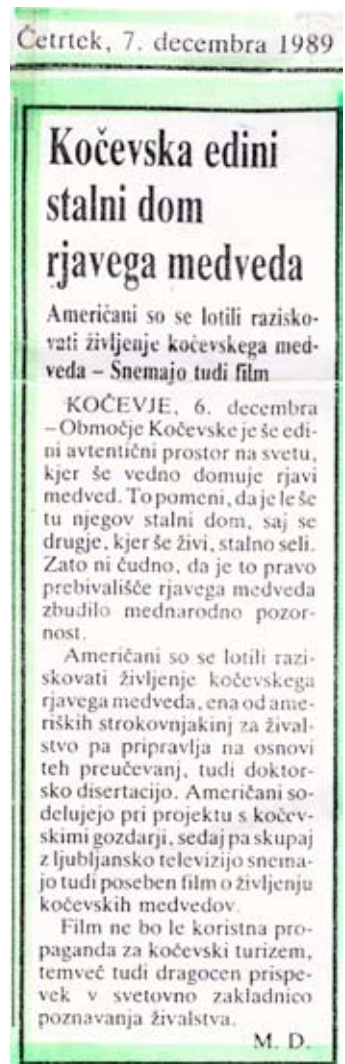 Četrtek, 7. decembra 1989
Kočevska edini
stalni dom
rjavega medveda
Američani so se lotili razisko-
vati življenje kočevskega med-
veda – Snemajo tudi film
KOČEVJE, 6. decembra
– Območje Kočevske je še edi-
ni avtentični prostor na svetu,
kjer še vedno domuje rjavi
medved. To pomeni, da je le še
tu njegov stalni dom, saj se
drugje, kjer še živi, stalno seli.
Zato ni čudno, da je to pravo
prebivališče rjavega medveda
zbudilo mednarodno pozor-
nost.
Američani so se lotili razi-
skovati življenje kočevskega
rjavega medveda, ena od ame-
riških strokovnjakinj za žival-
stvo pa pripravlja na osnovi
teh preučevanj, tudi doktor-
sko disertacijo. Američani so-
delujejo pri projektu s kočev-
skimi gozdarji, sedaj pa skupaj
z ljubljansko televizijo snema-
jo tudi poseben film o življenju
kočevskih medvedov.
Film ne bo le koristna pro-
paganda za kočevski turizem,
temveč tudi dragocen prispe-
vek v svetovno zakladnico
poznavanja živalstva.
M. D.